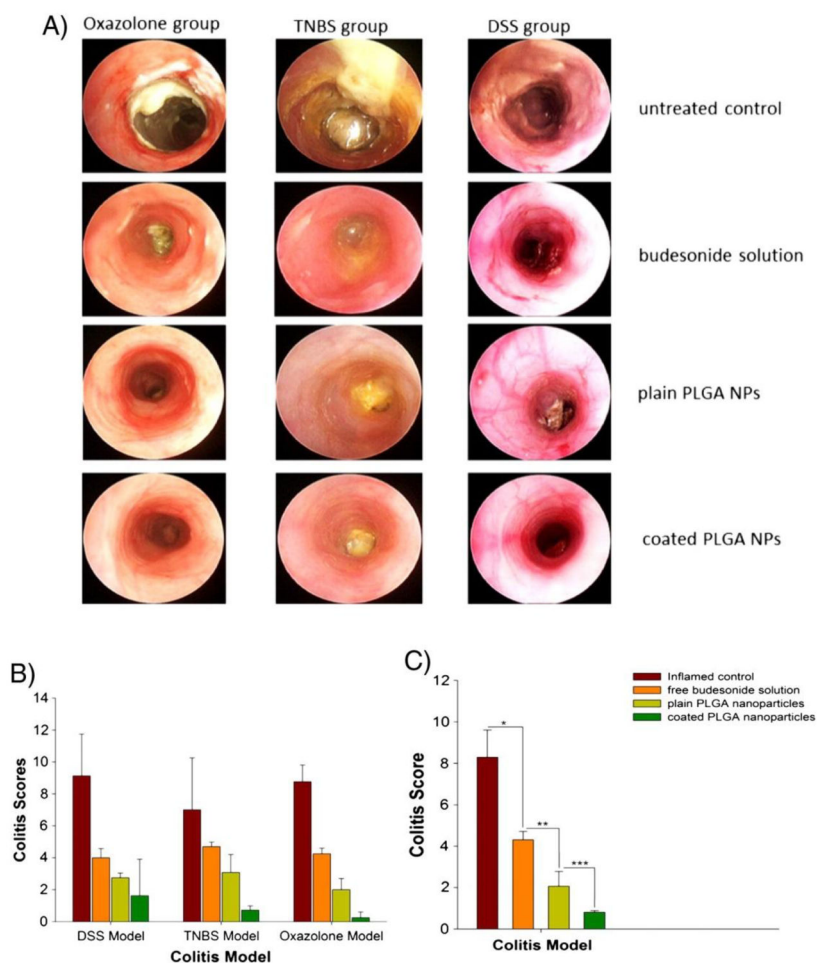 A)
Oxazolone group
TNBS group
DSS group
untreated control
budesonide solution
plain PLGA NPs
coated PLGA NPs
B)
14
12
10
8
6
4
2
0
Colitis Scores
DSS Model
TNBS Model
Oxazolone Model
Colitis Model
C)
12
10
8
6
4
2
0
Colitis Score
*
**
***
Colitis Model
Inflamed control
free budesonide solution
plain PLGA nanoparticles
coated PLGA nanoparticles